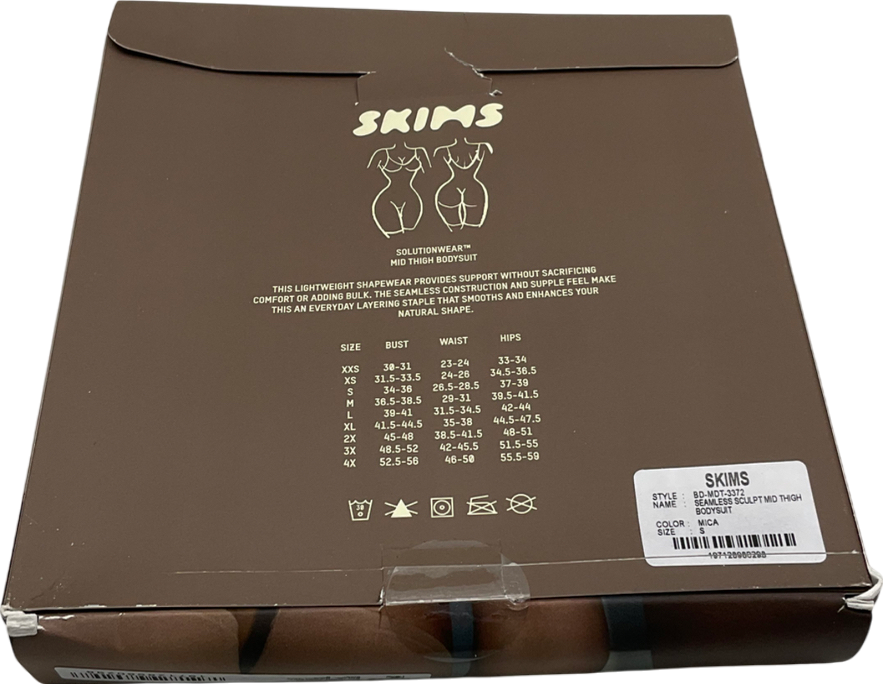 SKIMS
SOLUTIONWEAR™
MID THIGH BODYSUIT
THIS LIGHTWEIGHT SHAPEWEAR PROVIDES SUPPORT WITHOUT SACRIFICING
COMFORT OR ADDING BULK. THE SEAMLESS CONSTRUCTION AND SUPPLE FEEL MAKE
THIS AN EVERYDAY LAYERING STAPLE THAT SMOOTHS AND ENHANCES YOUR
NATURAL SHAPE.
SIZE BUST WAIST HIPS
XXS 30-31 23-24 33-34
XS 31.5-33.5 24-26 34.5-36.5
S 34-36 26.5-28.5 37-39
M 36.5-38.5 29-31 39.5-41.5
L 39-41 31.5-34.5 42-44
XL 41.5-44.5 35-38 44.5-47.5
2X 45-48 38.5-41.5 48-51
3X 48.5-52 42-45.5 51.5-55
4X 52.5-56 46-50 55.5-59
30
SKIMS
STYLE : BD-MDT-3372
NAME : SEAMLESS SCULPT MID THIGH
BODYSUIT
COLOR : MICA
SIZE : S